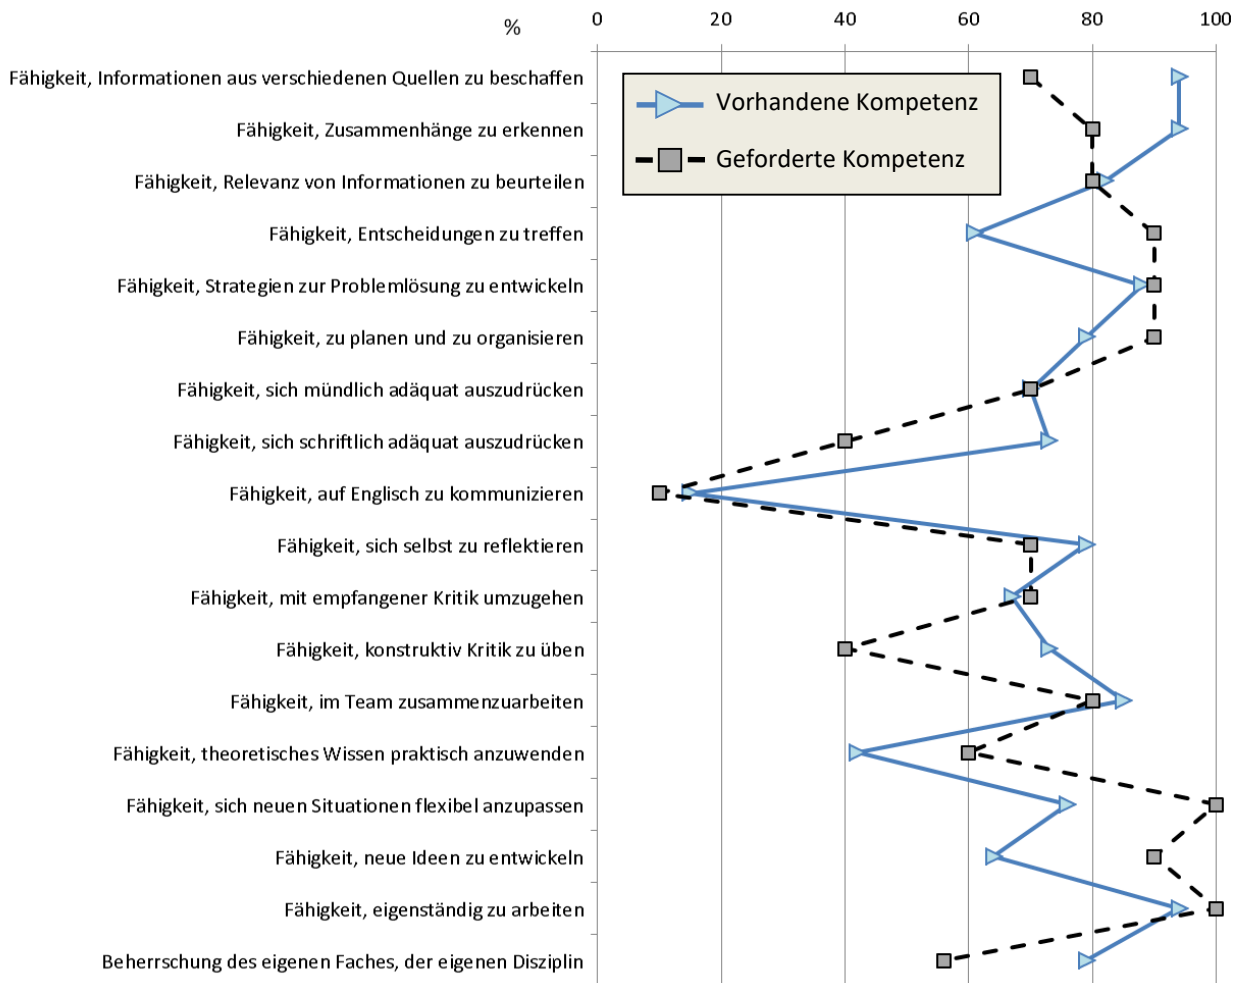 % 0 20 40 60 80 100
Fähigkeit, Informationen aus verschiedenen Quellen zu beschaffen
Vorhandene Kompetenz
Fähigkeit, Zusammenhänge zu erkennen
Geforderte Kompetenz
Fähigkeit, Relevanz von Informationen zu beurteilen
Fähigkeit, Entscheidungen zu treffen
Fähigkeit, Strategien zur Problemlösung zu entwickeln
Fähigkeit, zu planen und zu organisieren
Fähigkeit, sich mündlich adäquat auszudrücken
Fähigkeit, sich schriftlich adäquat auszudrücken
Fähigkeit, auf Englisch zu kommunizieren
Fähigkeit, sich selbst zu reflektieren
Fähigkeit, mit empfangener Kritik umzugehen
Fähigkeit, konstruktiv Kritik zu üben
Fähigkeit, im Team zusammenzuarbeiten
Fähigkeit, theoretisches Wissen praktisch anzuwenden
Fähigkeit, sich neuen Situationen flexibel anzupassen
Fähigkeit, neue Ideen zu entwickeln
Fähigkeit, eigenständig zu arbeiten
Beherrschung des eigenen Faches, der eigenen Disziplin